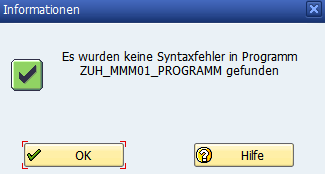 Informationen
Es wurden keine Syntaxfehler in Programm
ZUH_MMM01_PROGRAMM gefunden
OK
Hilfe